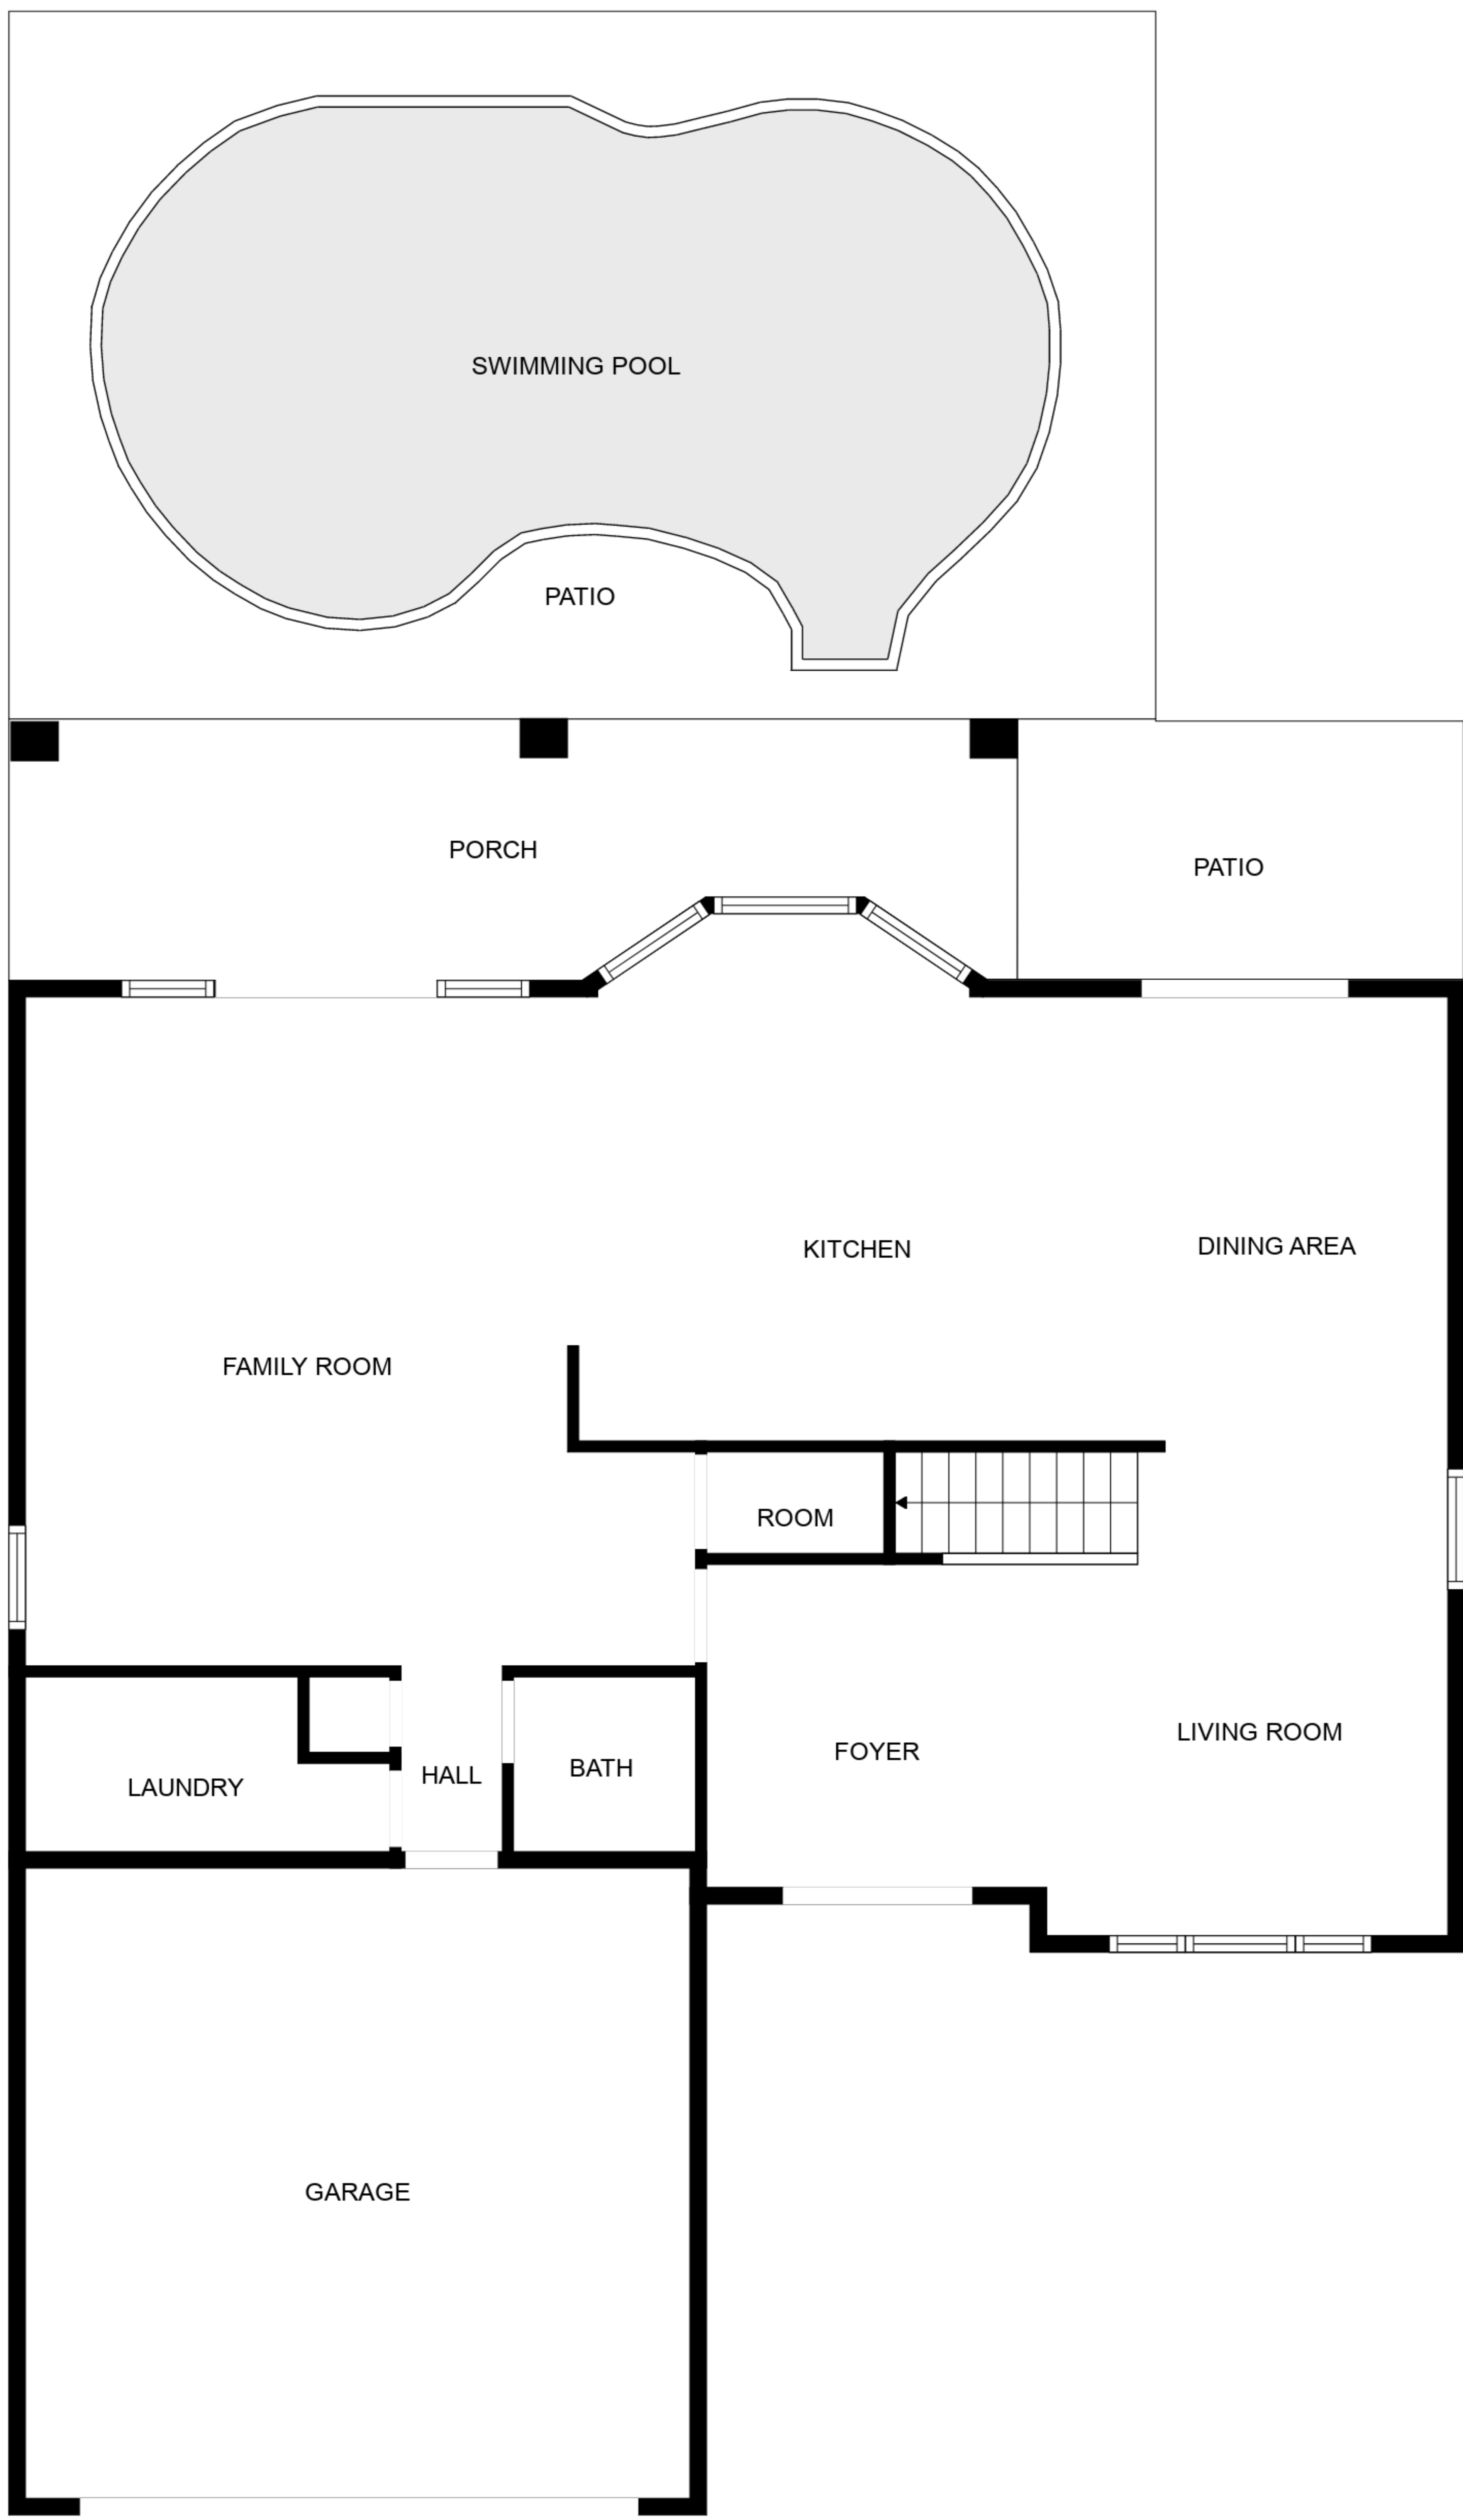 SWIMMING POOL
PATIO
PORCH
PATIO
KITCHEN
DINING AREA
FAMILY ROOM
ROOM
LIVING ROOM
FOYER
BATH
HALL
LAUNDRY
GARAGE